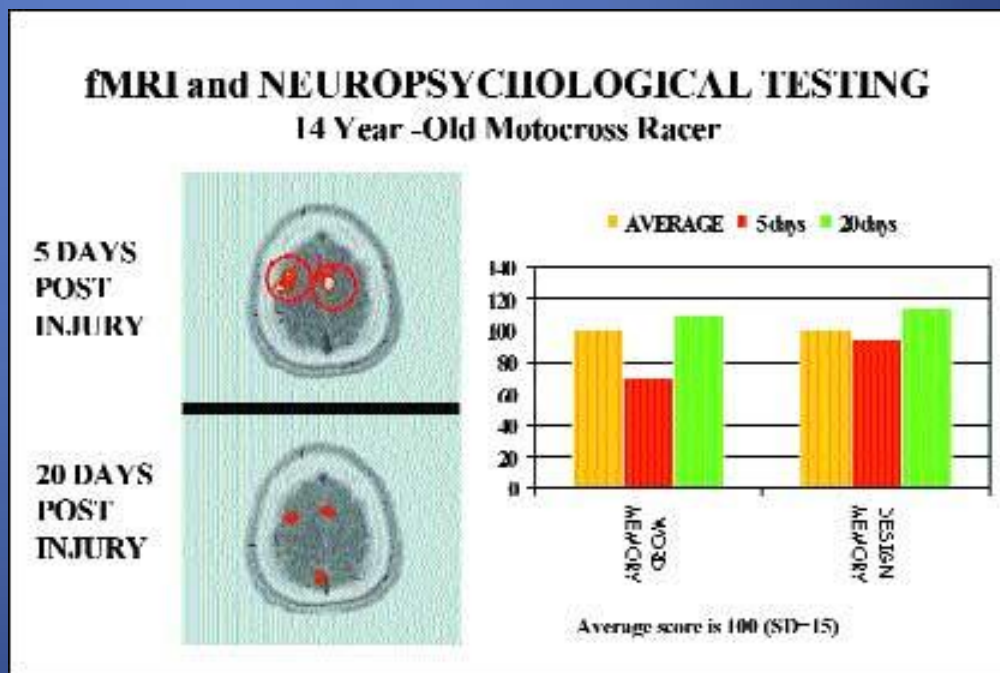 fMRI and NEUROPSYCHOLOGICAL TESTING
14 Year -Old Motocross Racer
5 DAYS
POST
INJURY
20 DAYS
POST
INJURY
AVERAGE 5 days 20 days
140
120
100
80
60
40
20
0
WORD
MEMORY
DESIGN
MEMORY
Average score is 100 (SD=15)